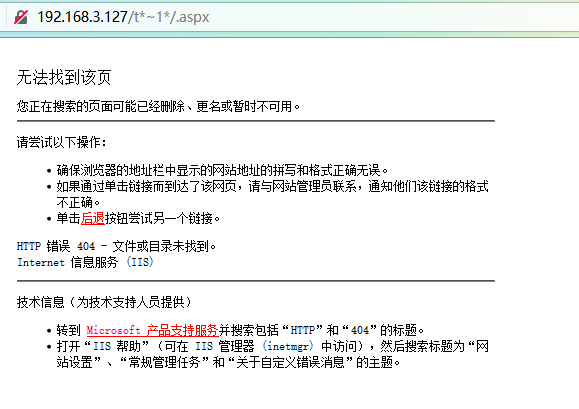 192.168.3.127/t*~1*/.aspx
无法找到该页
您正在搜索的页面可能已经删除、更名或暂时不可用。
请尝试以下操作：
• 确保浏览器的地址栏中显示的网站地址的拼写和格式正确无误。
• 如果通过单击链接而到达了该网页，请与网站管理员联系，通知他们该链接的格式
不正确。
• 单击后退按钮尝试另一个链接。
HTTP 错误 404 - 文件或目录未找到。
Internet 信息服务 (IIS)
技术信息（为技术支持人员提供）
• 转到 Microsoft 产品支持服务并搜索包括“HTTP”和“404”的标题。
• 打开“IIS 帮助”（可在 IIS 管理器 (inetmgr) 中访问），然后搜索标题为“网
站设置”、“常规管理任务”和“关于自定义错误消息”的主题。